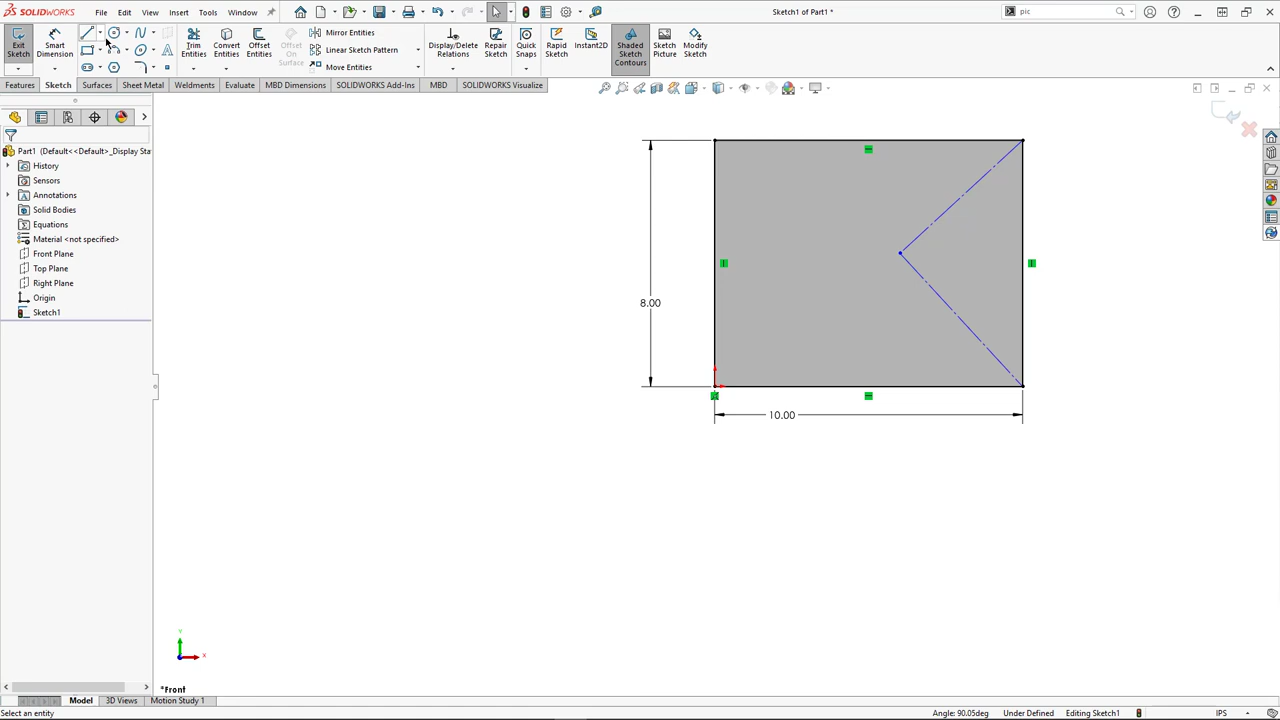 SOLIDWORKS File Edit View Insert Tools Window Sketch1 of Part1 * pic
Exit Sketch
Smart Dimension
Trim Entities
Convert Entities
Offset Entities
Offset On Surface
Mirror Entities
Linear Sketch Pattern
Move Entities
Display/Delete Relations
Repair Sketch
Quick Snaps
Rapid Sketch
Instant2D
Shaded Sketch Contours
Sketch Picture
Modify Sketch
Features Sketch Surfaces Sheet Metal Weldments Evaluate MBD Dimensions SOLIDWORKS Add-Ins MBD SOLIDWORKS Visualize
Part1 (Default<<Default>_Display Sta
History
Sensors
Annotations
Solid Bodies
Equations
Material <not specified>
Front Plane
Top Plane
Right Plane
Origin
Sketch1
8.00
10.00
Y
X
*Front
Model 3D Views Motion Study 1
Select an entity Angle: 90.05deg Under Defined Editing Sketch1 IPS